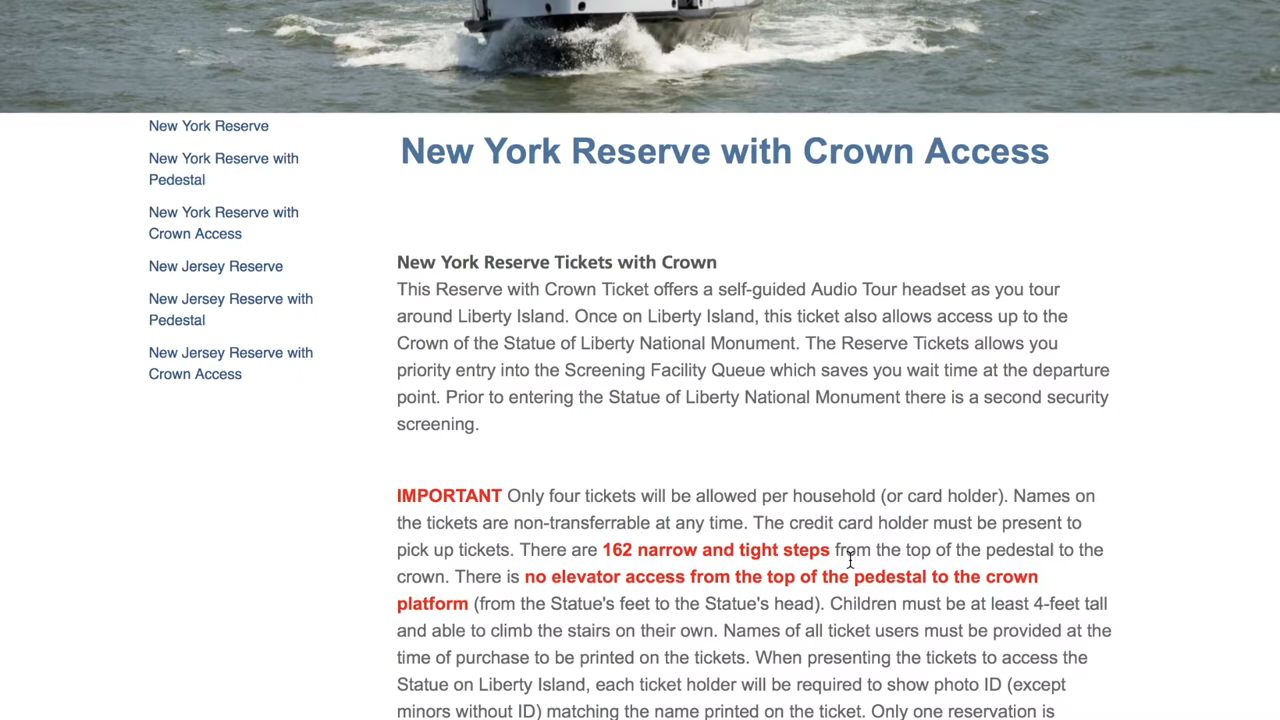 New York Reserve
New York Reserve with
Pedestal
New York Reserve with
Crown Access
New Jersey Reserve
New Jersey Reserve with
Pedestal
New Jersey Reserve with
Crown Access
New York Reserve with Crown Access
New York Reserve Tickets with Crown
This Reserve with Crown Ticket offers a self-guided Audio Tour headset as you tour
around Liberty Island. Once on Liberty Island, this ticket also allows access up to the
Crown of the Statue of Liberty National Monument. The Reserve Tickets allows you
priority entry into the Screening Facility Queue which saves you wait time at the departure
point. Prior to entering the Statue of Liberty National Monument there is a second security
screening.
IMPORTANT Only four tickets will be allowed per household (or card holder). Names on
the tickets are non-transferrable at any time. The credit card holder must be present to
pick up tickets. There are 162 narrow and tight steps from the top of the pedestal to the
crown. There is no elevator access from the top of the pedestal to the crown
platform (from the Statue's feet to the Statue's head). Children must be at least 4-feet tall
and able to climb the stairs on their own. Names of all ticket users must be provided at the
time of purchase to be printed on the tickets. When presenting the tickets to access the
Statue on Liberty Island, each ticket holder will be required to show photo ID (except
minors without ID) matching the name printed on the ticket. Only one reservation is